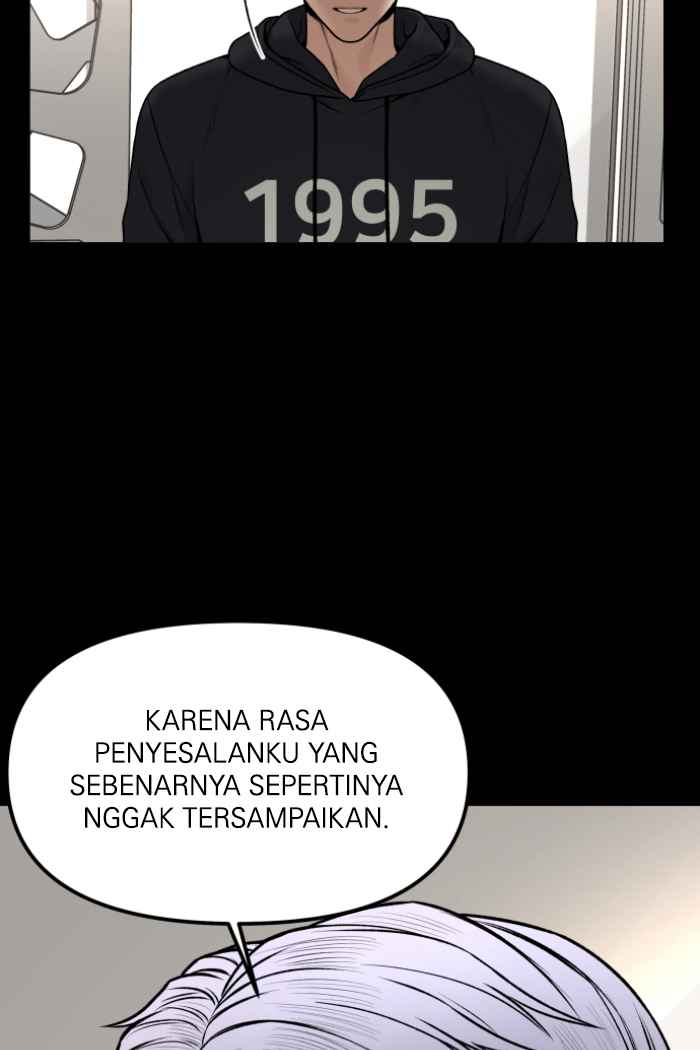 1995
KARENA RASA
PENYESALANKU YANG
SEBENARNYA SEPERTINYA
NGGAK TERSAMPAIKAN.